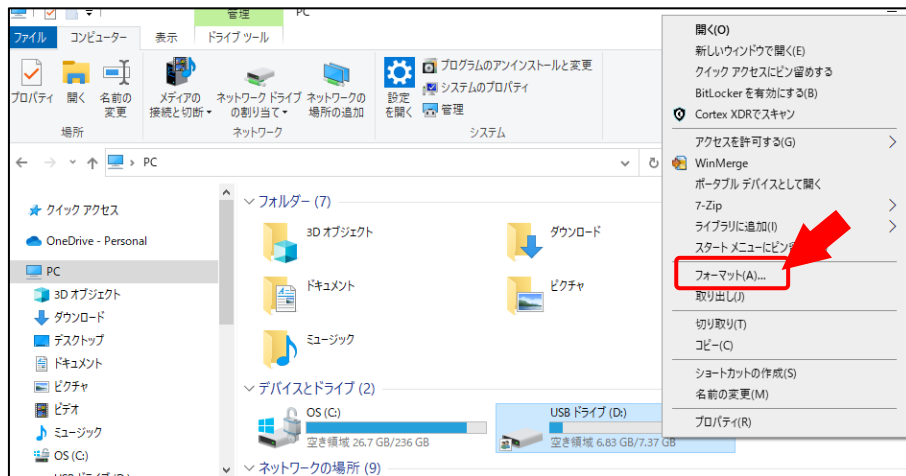 管理
PC
ファイル
コンピューター
表示
ドライブ ツール
プロパティ
開く
名前の
変更
メディアの
接続と切断
ネットワーク ドライブ
の割り当て
ネットワークの
場所の追加
設定
を開く
プログラムのアンインストールと変更
システムのプロパティ
管理
場所
ネットワーク
システム
PC
クイック アクセス
OneDrive - Personal
PC
3D オブジェクト
ダウンロード
デスクトップ
ドキュメント
ピクチャ
ビデオ
ミュージック
OS (C:)
フォルダー (7)
3D オブジェクト
ダウンロード
ドキュメント
ピクチャ
ミュージック
デバイスとドライブ (2)
OS (C:)
空き領域 26.7 GB/236 GB
USB ドライブ (D:)
空き領域 6.83 GB/7.37 GB
ネットワークの場所 (9)
開く(O)
新しいウィンドウで開く(E)
クイック アクセスにピン留めする
BitLocker を有効にする(B)
Cortex XDRでスキャン
アクセスを許可する(G)
WinMerge
ポータブル デバイスとして開く
7-Zip
ライブラリに追加(I)
スタート メニューにピン
フォーマット(A)...
取り出し(J)
切り取り(T)
コピー(C)
ショートカットの作成(S)
名前の変更(M)
プロパティ(R)